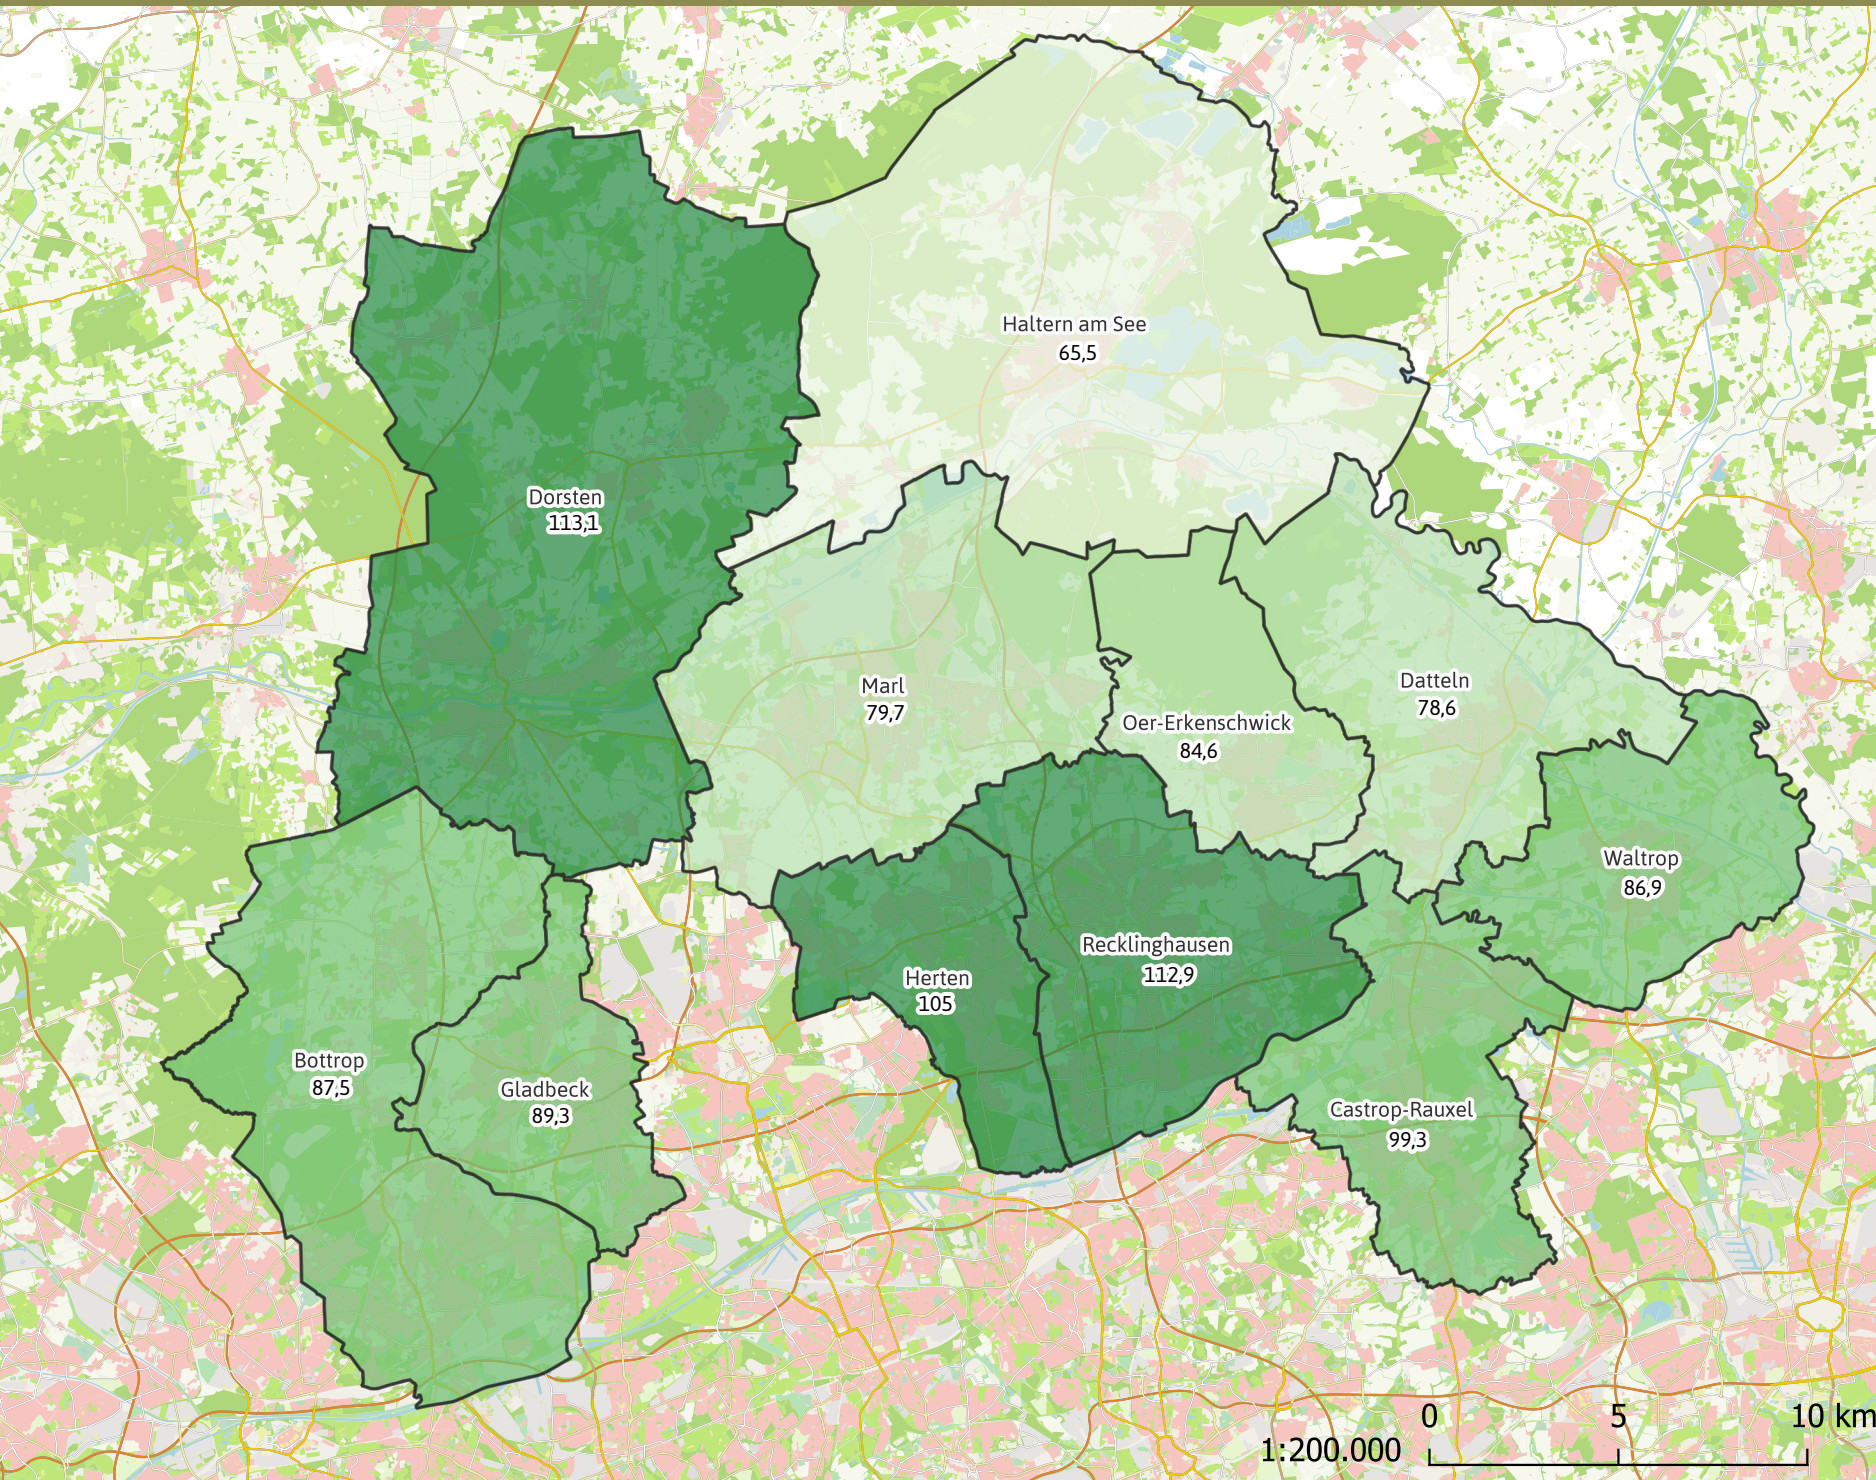 Haltern am See
65,5
Dorsten
113,1
Marl
79,7
Datteln
78,6
Oer-Erkenschwick
84,6
Waltrop
86,9
Recklinghausen
112,9
Herten
105
Bottrop
87,5
Gladbeck
89,3
Castrop-Rauxel
99,3
0 5 10 km
1:200.000